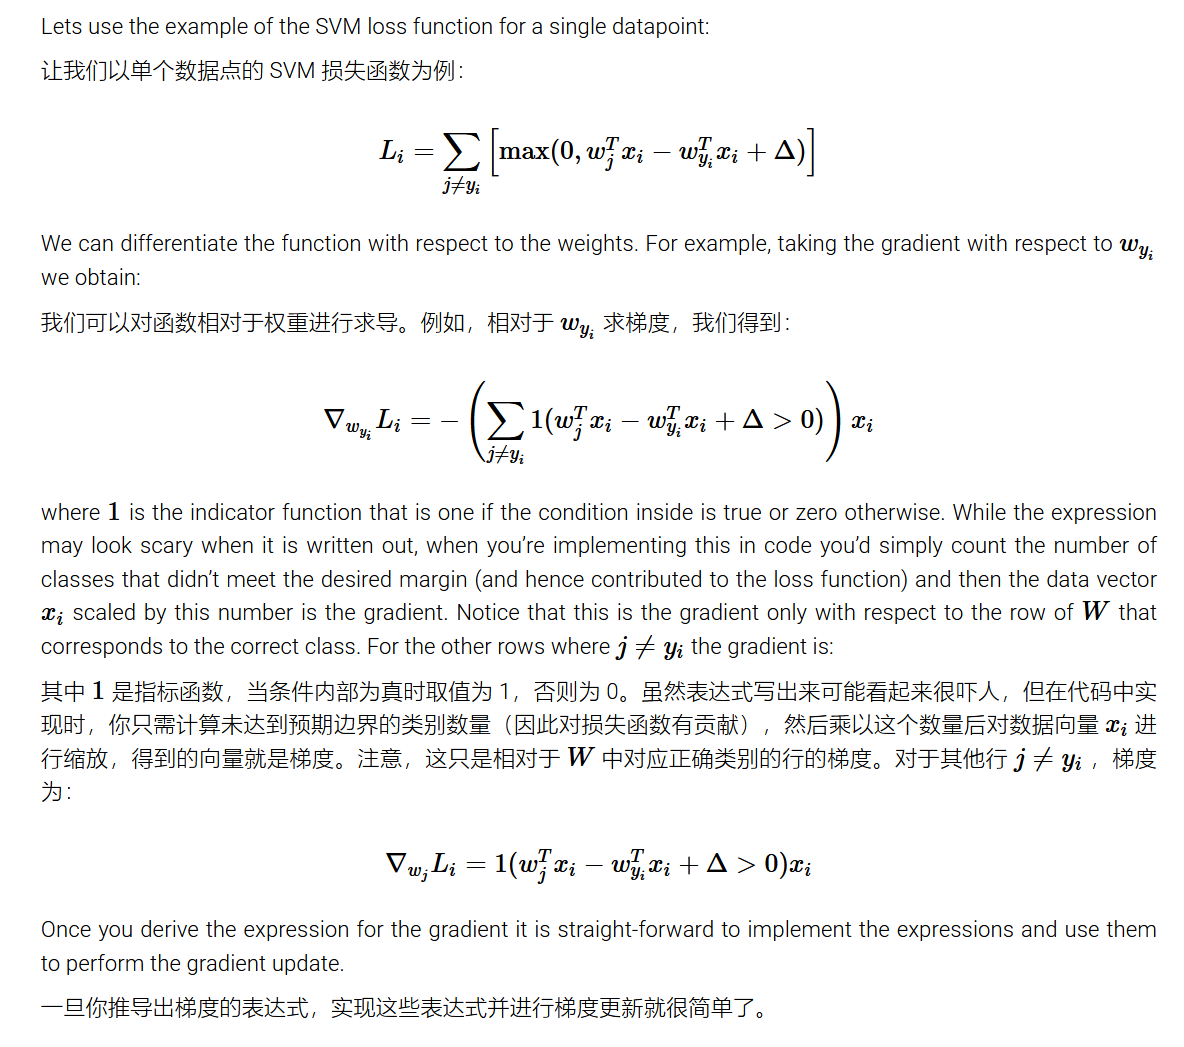 Lets use the example of the SVM loss function for a single datapoint:
让我们以单个数据点的 SVM 损失函数为例：
L_i = ∑_{j≠y_i} [max(0, w_j^T x_i − w_{y_i}^T x_i + Δ)]
We can differentiate the function with respect to the weights. For example, taking the gradient with respect to w_{y_i}
we obtain:
我们可以对函数相对于权重进行求导。例如，相对于 w_{y_i} 求梯度，我们得到：
∇_{w_{y_i}} L_i = − (∑_{j≠y_i} 1(w_j^T x_i − w_{y_i}^T x_i + Δ > 0)) x_i
where 1 is the indicator function that is one if the condition inside is true or zero otherwise. While the expression
may look scary when it is written out, when you’re implementing this in code you’d simply count the number of
classes that didn’t meet the desired margin (and hence contributed to the loss function) and then the data vector
x_i scaled by this number is the gradient. Notice that this is the gradient only with respect to the row of W that
corresponds to the correct class. For the other rows where j ≠ y_i the gradient is:
其中 1 是指标函数，当条件内部为真时取值为 1，否则为 0。虽然表达式写出来可能看起来很吓人，但在代码中实
现时，你只需计算未达到预期边界的类别数量（因此对损失函数有贡献），然后乘以这个数量后对数据向量 x_i 进
行缩放，得到的向量就是梯度。注意，这只是相对于 W 中对应正确类别的行的梯度。对于其他行 j ≠ y_i ，梯度
为：
∇_{w_j} L_i = 1(w_j^T x_i − w_{y_i}^T x_i + Δ > 0)x_i
Once you derive the expression for the gradient it is straight-forward to implement the expressions and use them
to perform the gradient update.
一旦你推导出梯度的表达式，实现这些表达式并进行梯度更新就很简单了。